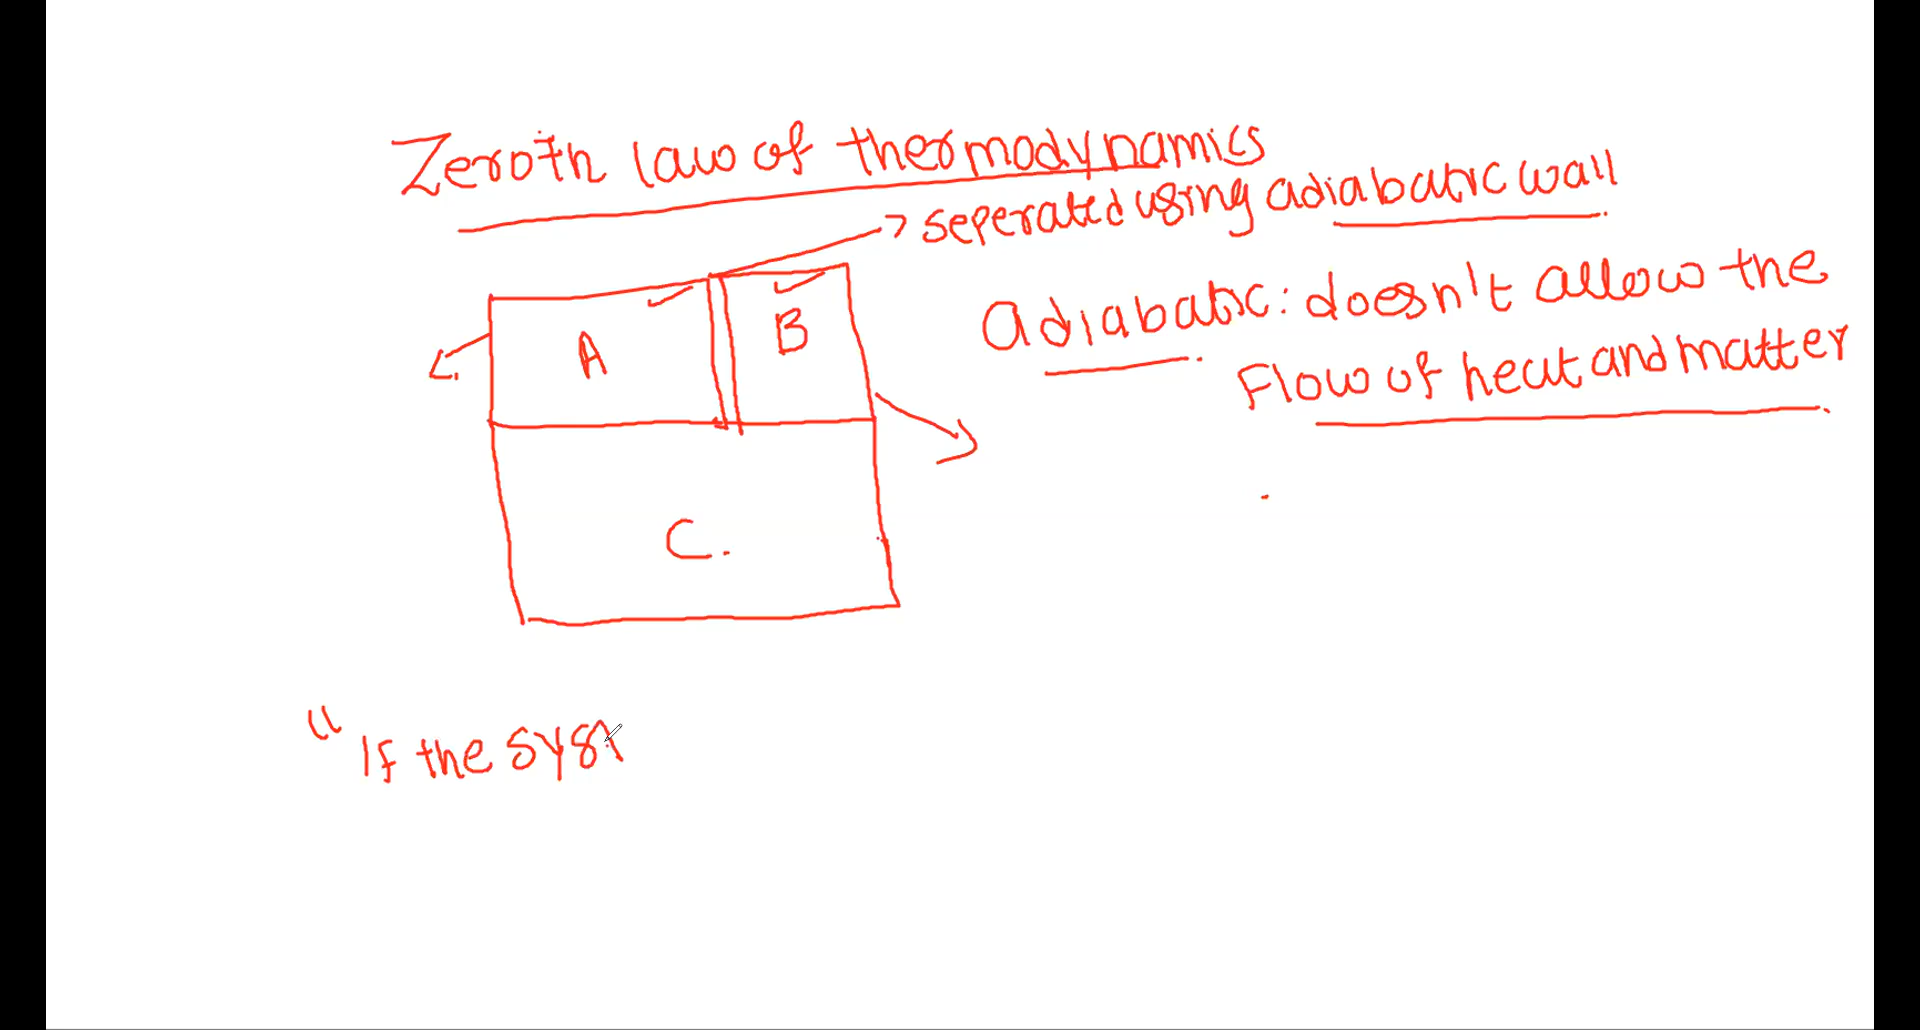 Zeroth law of thermodynamics
seperated using adiabatic wall
A
B
Adiabatic: doesn't allow the
Flow of heat and matter
C.
"If the syst